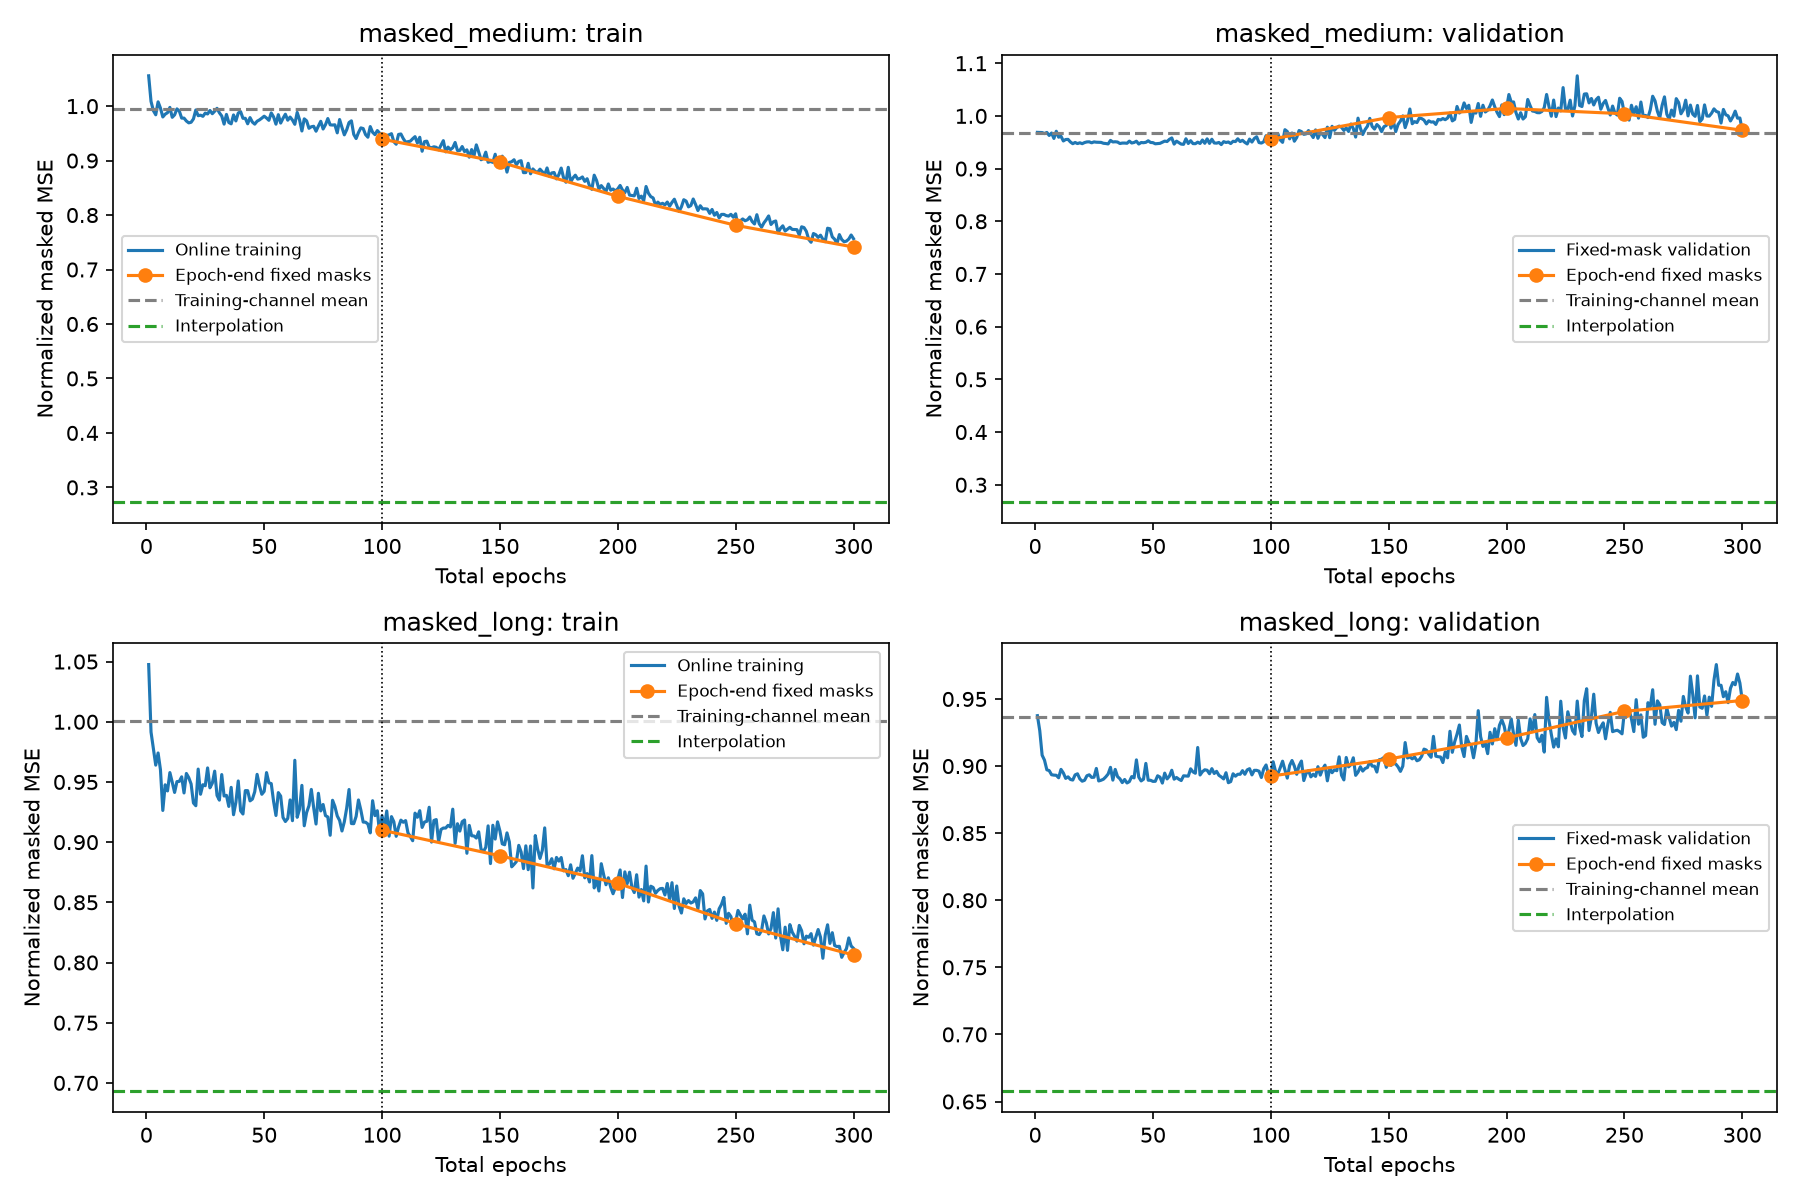 masked_medium: train
Normalized masked MSE
1.0
0.9
0.8
0.7
0.6
0.5
0.4
0.3
Online training
Epoch-end fixed masks
Training-channel mean
Interpolation
0 50 100 150 200 250 300
Total epochs
masked_medium: validation
Normalized masked MSE
1.1
1.0
0.9
0.8
0.7
0.6
0.5
0.4
0.3
Fixed-mask validation
Epoch-end fixed masks
Training-channel mean
Interpolation
0 50 100 150 200 250 300
Total epochs
masked_long: train
Normalized masked MSE
1.05
1.00
0.95
0.90
0.85
0.80
0.75
0.70
Online training
Epoch-end fixed masks
Training-channel mean
Interpolation
0 50 100 150 200 250 300
Total epochs
masked_long: validation
Normalized masked MSE
0.95
0.90
0.85
0.80
0.75
0.70
0.65
Fixed-mask validation
Epoch-end fixed masks
Training-channel mean
Interpolation
0 50 100 150 200 250 300
Total epochs